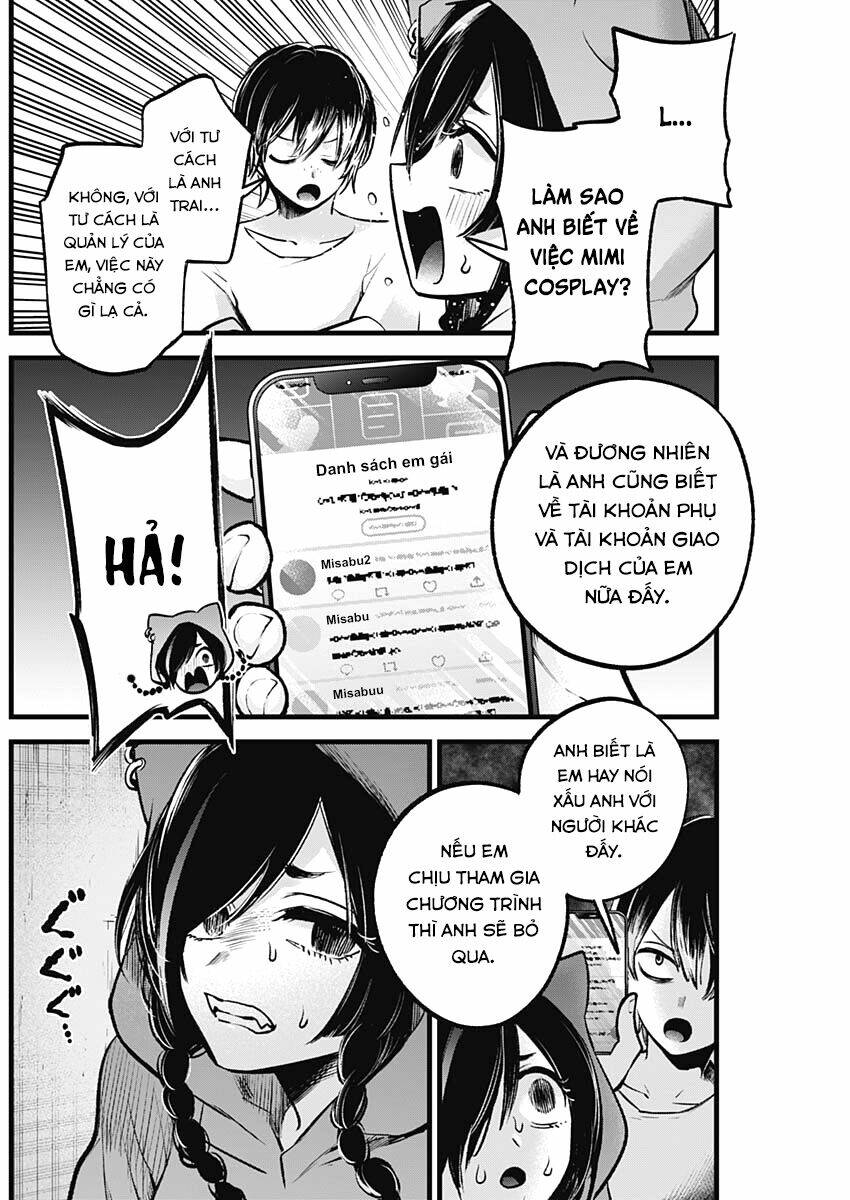 L...
LÀM SAO
ANH BIẾT VỀ
VIỆC MIMI
COSPLAY?
VỚI TƯ
CÁCH
LÀ ANH
TRAI...
KHÔNG, VỚI
TƯ CÁCH LÀ
QUẢN LÝ CỦA
EM, VIỆC NÀY
CHẲNG CÓ
GÌ LẠ CẢ.
VÀ ĐƯƠNG NHIÊN
LÀ ANH CŨNG BIẾT
VỀ TÀI KHOẢN PHỤ
VÀ TÀI KHOẢN GIAO
DỊCH CỦA EM
NỮA ĐẤY.
Danh sách em gái
Misabu2
Misabu
Misabuu
HẢ!
ANH BIẾT LÀ
EM HAY NÓI
XẤU ANH VỚI
NGƯỜI KHÁC
ĐẤY.
NẾU EM
CHỊU THAM GIA
CHƯƠNG TRÌNH
THÌ ANH SẼ BỎ
QUA.
ぐぐぐ...